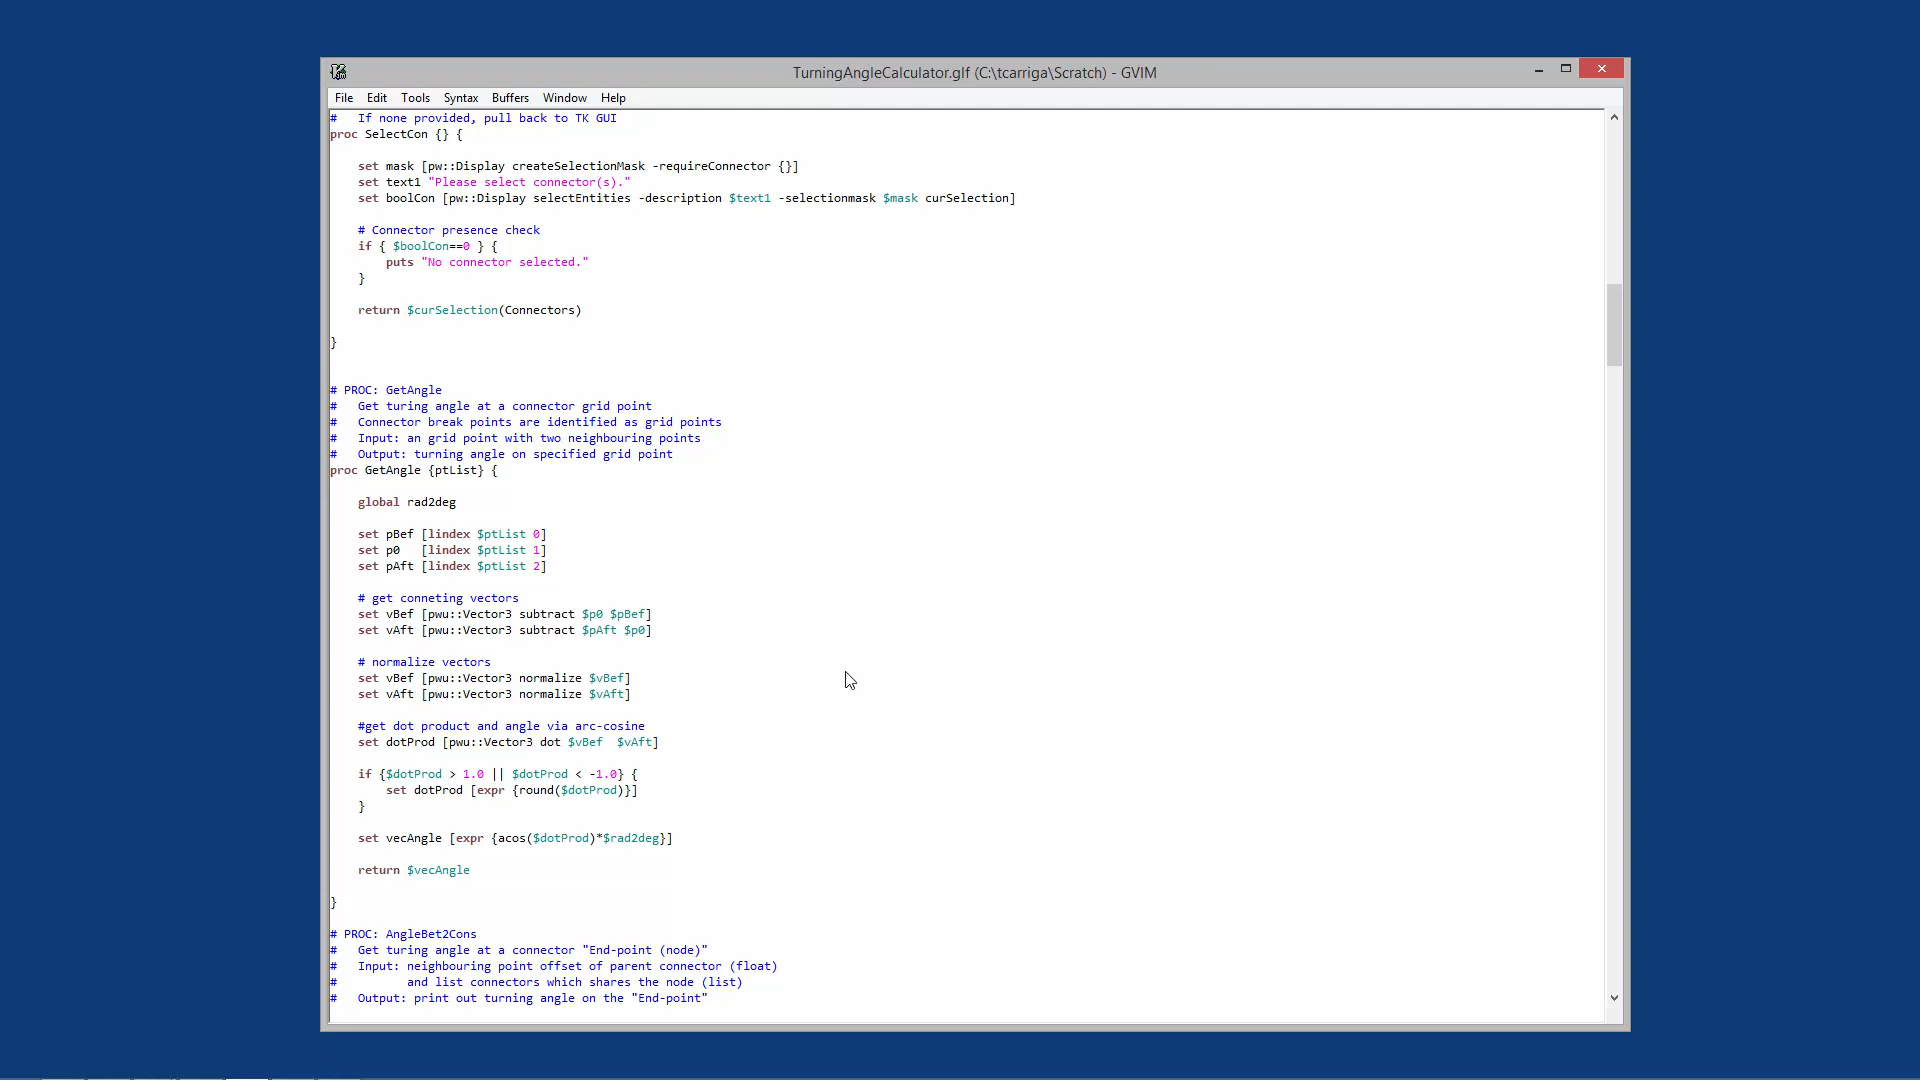 TurningAngleCalculator.glf (C:\tcarriga\Scratch) - GVIM
File Edit Tools Syntax Buffers Window Help
#   If none provided, pull back to TK GUI
proc SelectCon {} {
    set mask [pw::Display createSelectionMask -requireConnector {}]
    set text1 "Please select connector(s)."
    set boolCon [pw::Display selectEntities -description $text1 -selectionmask $mask curSelection]
    # Connector presence check
    if { $boolCon==0 } {
        puts "No connector selected."
    }
    return $curSelection(Connectors)
}
# PROC: GetAngle
#   Get turing angle at a connector grid point
#   Connector break points are identified as grid points
#   Input: an grid point with two neighbouring points
#   Output: turning angle on specified grid point
proc GetAngle {ptList} {
    global rad2deg
    set pBef [lindex $ptList 0]
    set p0   [lindex $ptList 1]
    set pAft [lindex $ptList 2]
    # get conneting vectors
    set vBef [pwu::Vector3 subtract $p0 $pBef]
    set vAft [pwu::Vector3 subtract $pAft $p0]
    # normalize vectors
    set vBef [pwu::Vector3 normalize $vBef]
    set vAft [pwu::Vector3 normalize $vAft]
    #get dot product and angle via arc-cosine
    set dotProd [pwu::Vector3 dot $vBef  $vAft]
    if {$dotProd > 1.0 || $dotProd < -1.0} {
        set dotProd [expr {round($dotProd)}]
    }
    set vecAngle [expr {acos($dotProd)*$rad2deg}]
    return $vecAngle
}
# PROC: AngleBet2Cons
#   Get turing angle at a connector "End-point (node)"
#   Input: neighbouring point offset of parent connector (float)
#          and list connectors which shares the node (list)
#   Output: print out turning angle on the "End-point"